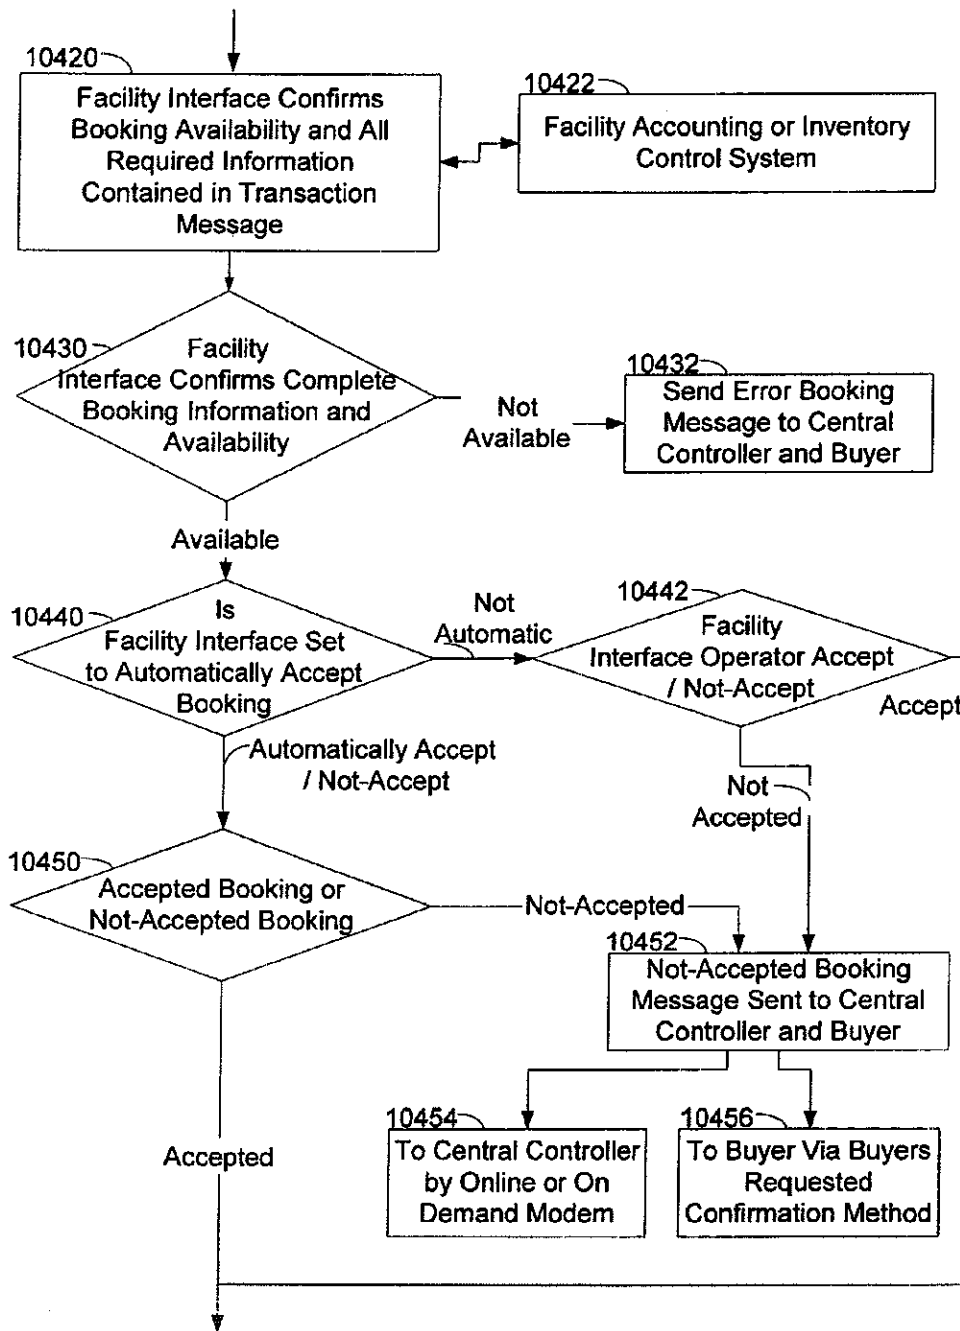 10420
Facility Interface Confirms
Booking Availability and All
Required Information
Contained in Transaction
Message
10422
Facility Accounting or Inventory
Control System
10430
Facility
Interface Confirms Complete
Booking Information and
Availability
Not
Available
10432
Send Error Booking
Message to Central
Controller and Buyer
Available
10440
Is
Facility Interface Set
to Automatically Accept
Booking
Not
Automatic
10442
Facility
Interface Operator Accept
/ Not-Accept
Accept
Automatically Accept
/ Not-Accept
Not
Accepted
10450
Accepted Booking or
Not-Accepted Booking
Not-Accepted
10452
Not-Accepted Booking
Message Sent to Central
Controller and Buyer
10454
To Central Controller
by Online or On
Demand Modem
10456
To Buyer Via Buyers
Requested
Confirmation Method
Accepted